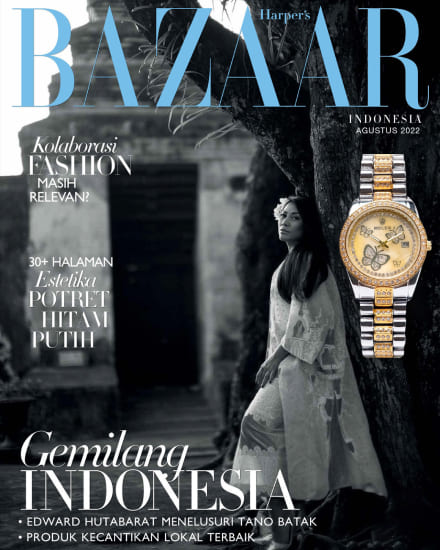 Harper's
BAZAAR
INDONESIA
AGUSTUS 2022
Kolaborasi
FASHION
MASIH
RELEVAN?
30+ HALAMAN
Estetika
POTRET
HITAM
PUTIH
Gemilang
INDONESIA
• EDWARD HUTABARAT MENELUSURI TANO BATAK
• PRODUK KECANTIKAN LOKAL TERBAIK